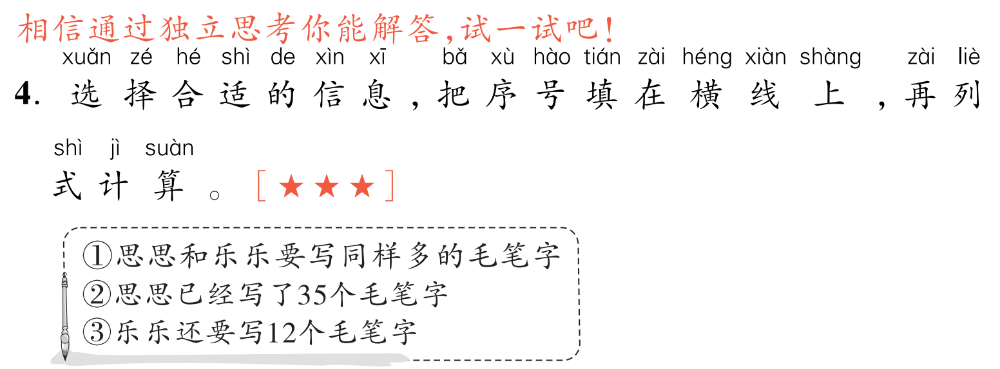 相信通过独立思考你能解答,试一试吧!
xuǎn zé hé shì de xìn xī bǎ xù hào tián zài héng xiàn shàng zài liè
4. 选择合适的信息,把序号填在横线上,再列
shì jì suàn
式计算。[★★★]
①思思和乐乐要写同样多的毛笔字
②思思已经写了35个毛笔字
③乐乐还要写12个毛笔字